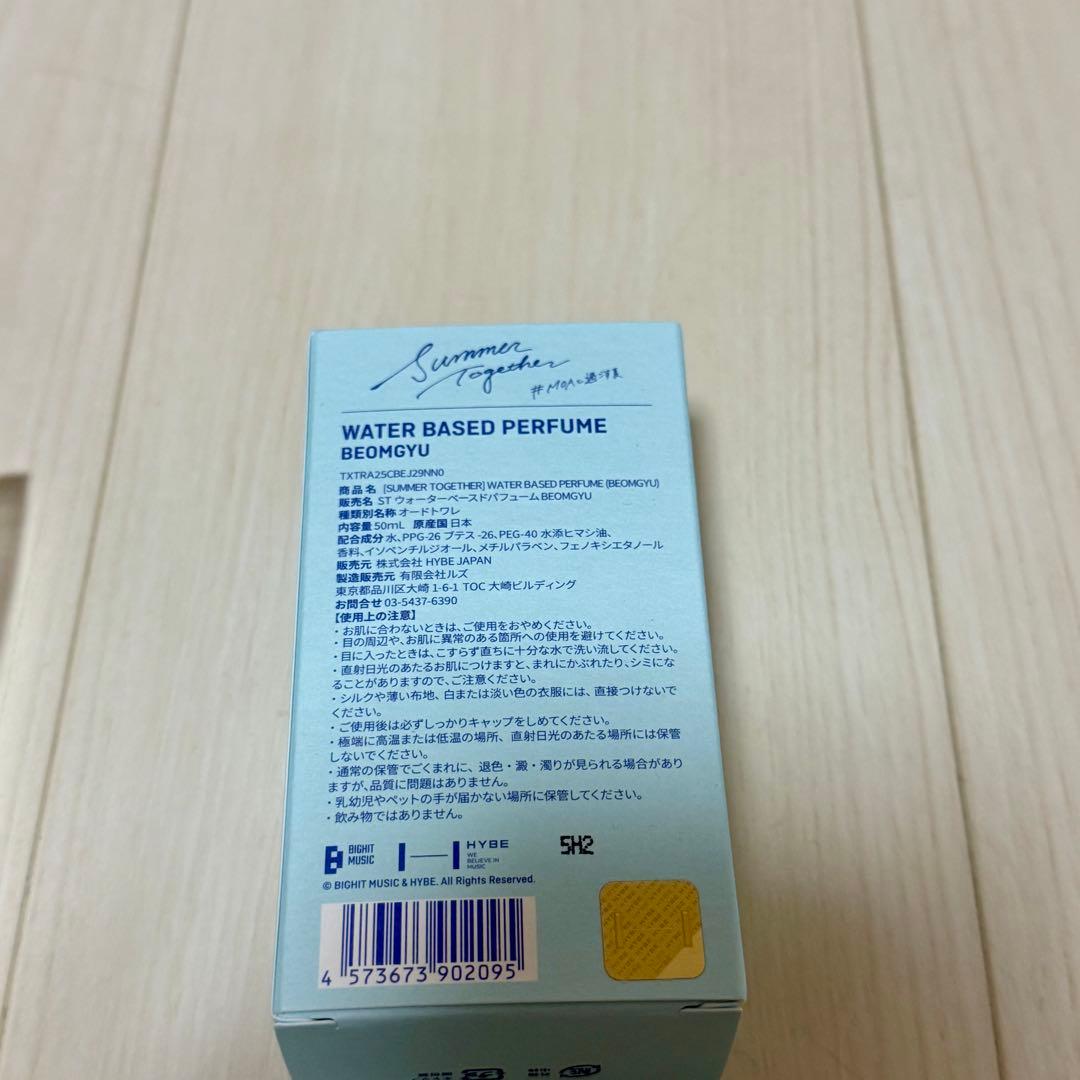 Summer
Together
#MOAと過ごす夏
WATER BASED PERFUME
BEOMGYU
TXTRA25CBEJ29NN0
商品名 [SUMMER TOGETHER] WATER BASED PERFUME (BEOMGYU)
販売名 ST ウォーターベースドパフューム BEOMGYU
種類別名称 オードトワレ
内容量 50mL 原産国 日本
配合成分 水、PPG-26 ブテス -26、PEG-40 水添ヒマシ油、
香料、イソペンチルジオール、メチルパラベン、フェノキシエタノール
販売元 株式会社 HYBE JAPAN
製造販売元 有限会社ルズ
東京都品川区大崎 1-6-1 TOC 大崎ビルディング
お問合せ 03-5437-6390
【使用上の注意】
・お肌に合わないときは、ご使用をおやめください。
・目の周辺や、お肌に異常のある箇所への使用を避けてください。
・目に入ったときは、こすらず直ちに十分な水で洗い流してください。
・直射日光のあたるお肌につけますと、まれにかぶれたり、シミにな
ることがありますので、ご注意ください。
・シルクや薄い布地、白または淡い色の衣服には、直接つけないで
ください。
・ご使用後は必ずしっかりキャップをしめてください。
・極端に高温または低温の場所、直射日光のあたる場所には保管
しないでください。
・通常の保管でごくまれに、退色・澱・濁りが見られる場合があり
ますが、品質に問題はありません。
・乳幼児やペットの手が届かない場所に保管してください。
・飲み物ではありません。
BIGHIT
MUSIC
HYBE
WE
BELIEVE IN
MUSIC
5H2
© BIGHIT MUSIC & HYBE. All Rights Reserved.
4 573673 902095